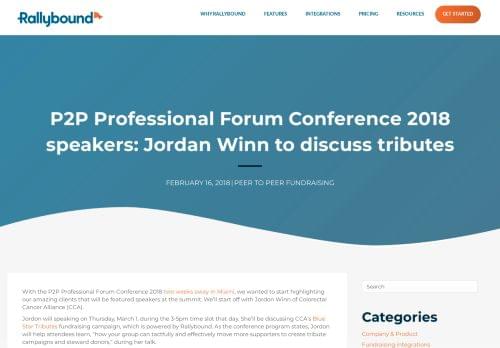 Rallybound
WHY RALLYBOUND
FEATURES
INTEGRATIONS
PRICING
RESOURCES
GET STARTED
P2P Professional Forum Conference 2018
speakers: Jordan Winn to discuss tributes
FEBRUARY 16, 2018 | PEER TO PEER FUNDRAISING
With the P2P Professional Forum Conference 2018 two weeks away in Miami, we wanted to start highlighting
our amazing clients that will be featured speakers at the summit. We'll start off with Jordan Winn of Colorectal
Cancer Alliance (CCA).
Jordan will be speaking on Thursday, March 1, during the 3-5pm time slot that day. She'll be discussing CCA's Blue
Star Tributes fundraising campaign, which is powered by Rallybound. As the conference program states, Jordan
will help attendees learn, "how your group can tactfully and effectively move more supporters to create tribute
campaigns and steward donors," during her talk.
Search
Categories
Company & Product
Fundraising Integrations